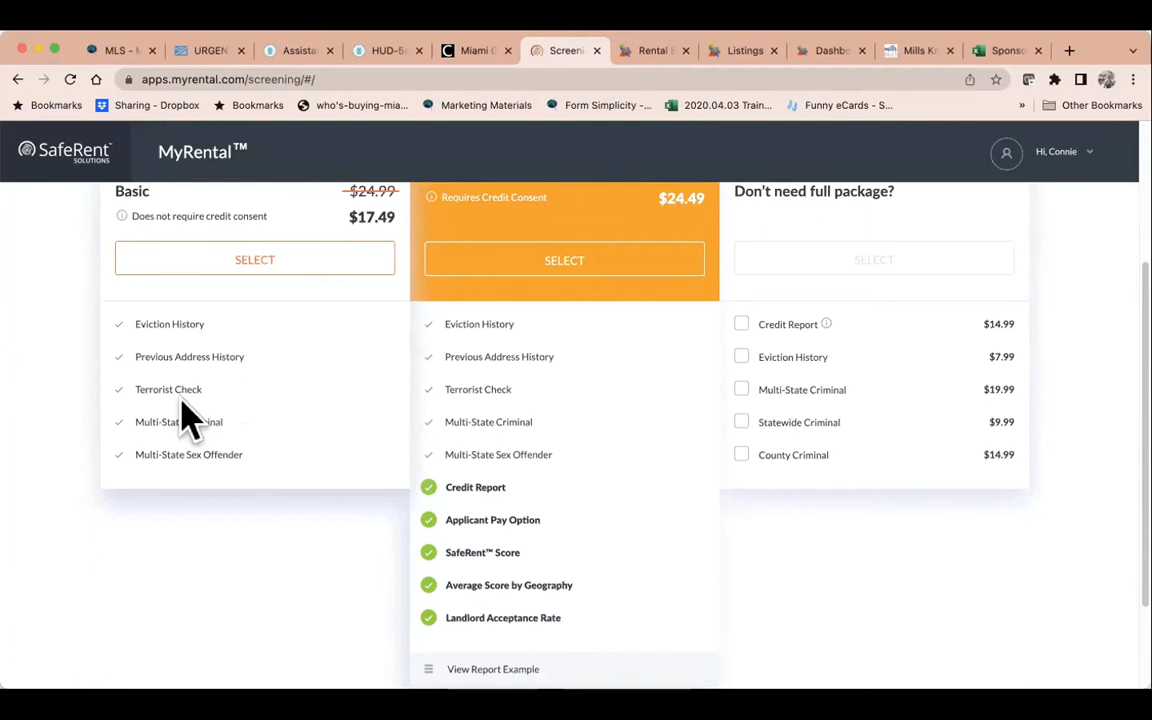 MLS - M
URGEN
Assista
HUD-5
Miami
Screeni
Rental E
Listings
Dashbo
Mills Kn
Sponso
apps.myrental.com/screening/#/
Bookmarks
Sharing - Dropbox
Bookmarks
who's-buying-mia...
Marketing Materials
Form Simplicity -...
2020.04.03 Train...
Funny eCards - S...
»
Other Bookmarks
SafeRent™
SOLUTIONS
MyRental™
Hi, Connie
Basic
$24.99
Does not require credit consent
$17.49
SELECT
Eviction History
Previous Address History
Terrorist Check
Multi-State Criminal
Multi-State Sex Offender
Requires Credit Consent
$24.49
SELECT
Eviction History
Previous Address History
Terrorist Check
Multi-State Criminal
Multi-State Sex Offender
Credit Report
Applicant Pay Option
SafeRent™ Score
Average Score by Geography
Landlord Acceptance Rate
View Report Example
Don't need full package?
SELECT
Credit Report
$14.99
Eviction History
$7.99
Multi-State Criminal
$19.99
Statewide Criminal
$9.99
County Criminal
$14.99